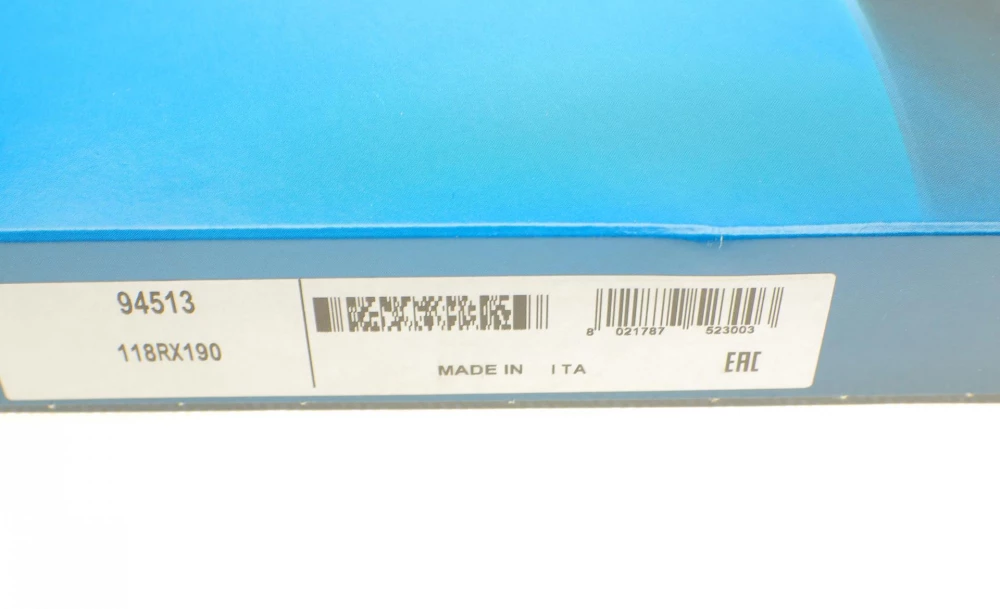 94513
118RX190
8 021787 523003
MADE IN ITA
EAC